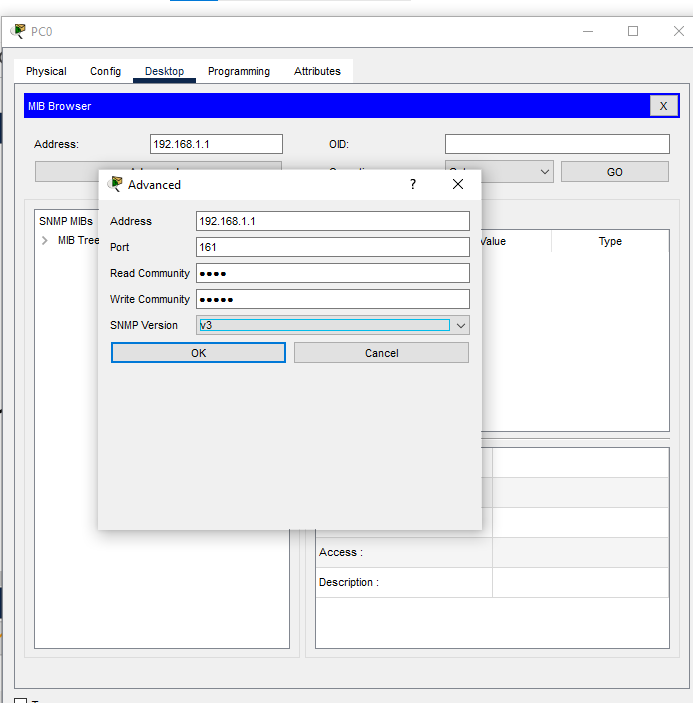 PC0
Physical Config Desktop Programming Attributes
MIB Browser X
Address: 192.168.1.1 OID:
GO
Advanced ?
SNMP MIBs
MIB Tree
Value Type
Address 192.168.1.1
Port 161
Read Community ●●●●
Write Community ●●●●●
SNMP Version v3
OK Cancel
Access :
Description :